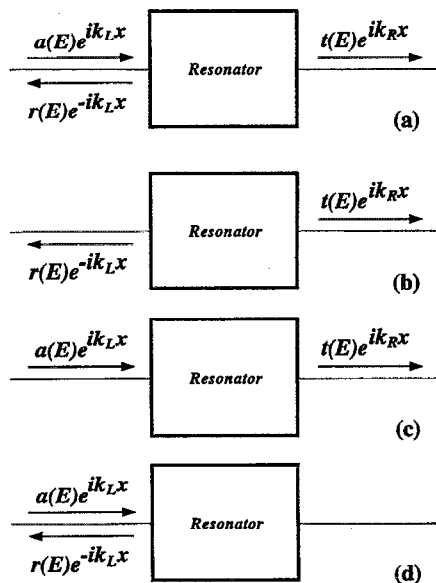 a(E)e^{ik_L x} Resonator t(E)e^{ik_R x}
r(E)e^{-ik_L x}
(a)
t(E)e^{ik_R x}
Resonator
r(E)e^{-ik_L x}
(b)
a(E)e^{ik_L x} t(E)e^{ik_R x}
Resonator
(c)
a(E)e^{ik_L x}
Resonator
r(E)e^{-ik_L x}
(d)